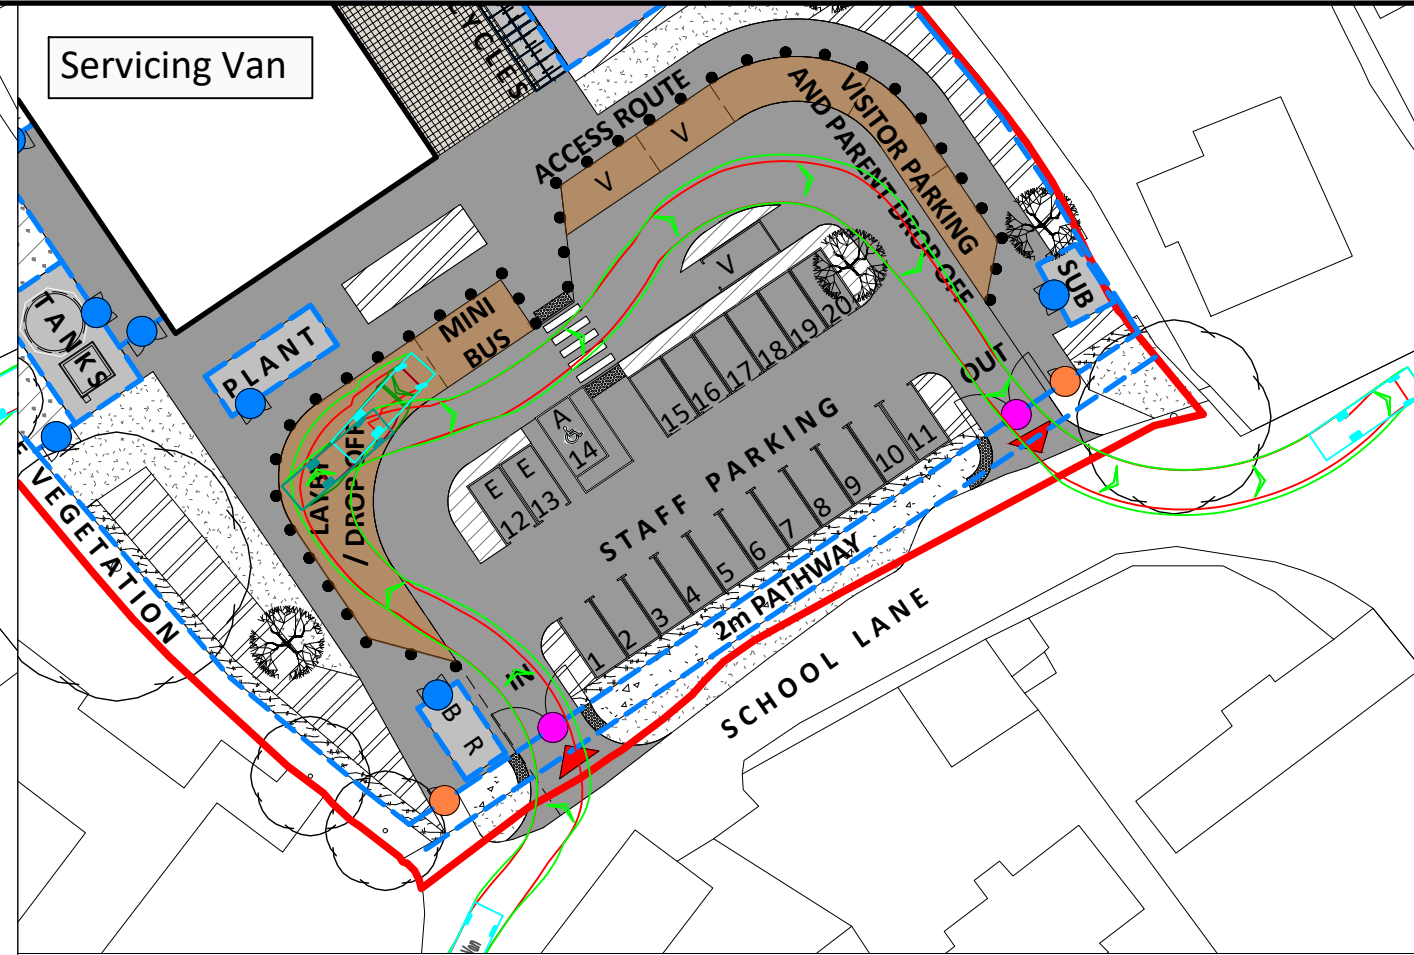 Servicing Van
YCLES
ACCESS ROUTE
VISITOR PARKING
AND PARENT DROP OFF
V
V
V
TANKS
PLANT
MINI
BUS
SUB
LAYBY
/ DROP OFF
OUT
A
E
E
12
13
14
15
16
17
18
19
20
STAFF PARKING
1
2
3
4
5
6
7
8
9
10
11
2m PATHWAY
SCHOOL LANE
VEGETATION
IN
B R
Van